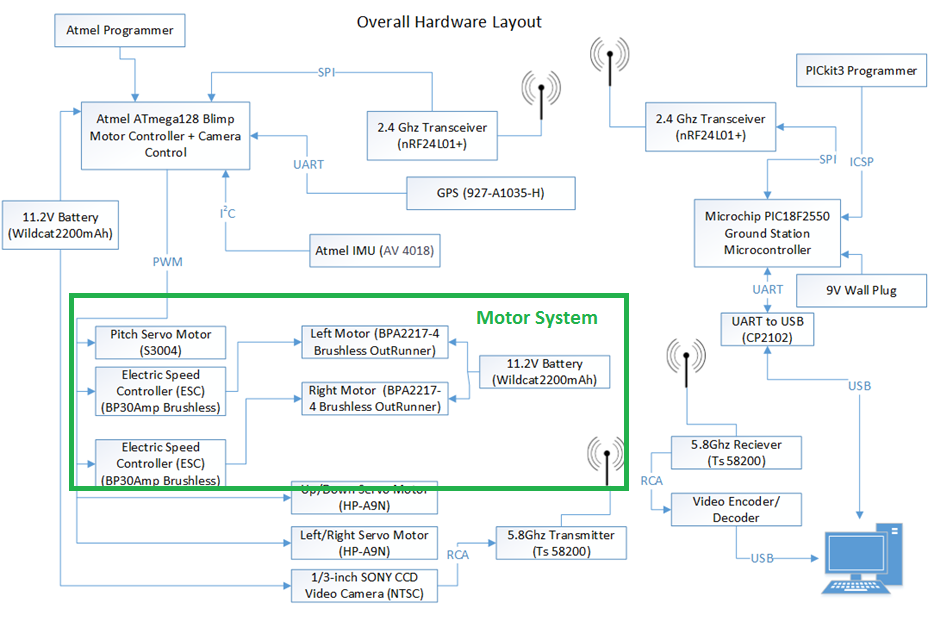 Overall Hardware Layout
Atmel Programmer
PICkit3 Programmer
SPI
Atmel ATmega128 Blimp
Motor Controller + Camera
Control
2.4 Ghz Transceiver
(nRF24L01+)
2.4 Ghz Transceiver
(nRF24L01+)
UART
SPI
ICSP
GPS (927-A1035-H)
11.2V Battery
(Wildcat2200mAh)
I²C
Microchip PIC18F2550
Ground Station
Microcontroller
Atmel IMU (AV 4018)
PWM
UART
9V Wall Plug
Motor System
UART to USB
(CP2102)
Pitch Servo Motor
(S3004)
Left Motor (BPA2217-4
Brushless OutRunner)
11.2V Battery
(Wildcat2200mAh)
Electric Speed
Controller (ESC)
(BP30Amp Brushless)
Right Motor (BPA2217-
4 Brushless OutRunner)
USB
Electric Speed
Controller (ESC)
(BP30Amp Brushless)
5.8Ghz Reciever
(Ts 58200)
RCA
Up/Down Servo Motor
(HP-A9N)
Video Encoder/
Decoder
Left/Right Servo Motor
(HP-A9N)
5.8Ghz Transmitter
(Ts 58200)
RCA
USB
1/3-inch SONY CCD
Video Camera (NTSC)